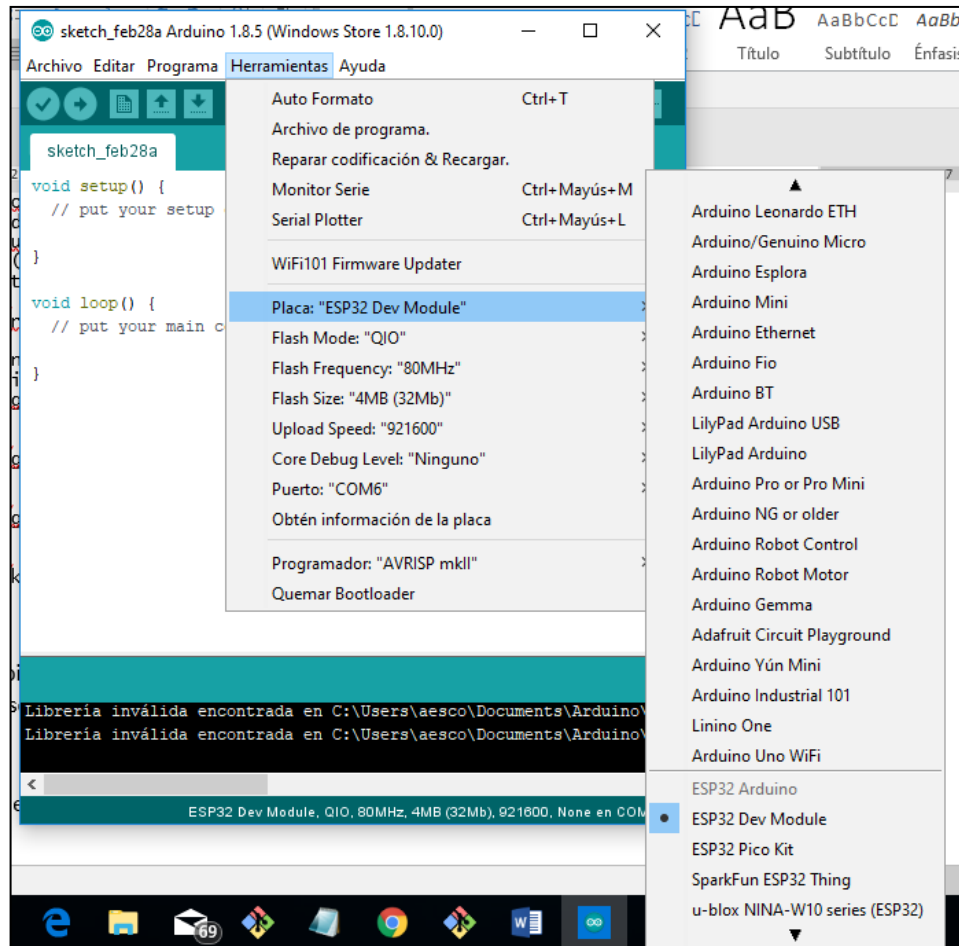 sketch_feb28a Arduino 1.8.5 (Windows Store 1.8.10.0)
Archivo Editar Programa Herramientas Ayuda
sketch_feb28a
void setup() {
// put your setup
}
void loop() {
// put your main c
}
Auto Formato Ctrl+T
Archivo de programa.
Reparar codificación & Recargar.
Monitor Serie Ctrl+Mayús+M
Serial Plotter Ctrl+Mayús+L
WiFi101 Firmware Updater
Placa: "ESP32 Dev Module"
Flash Mode: "QIO"
Flash Frequency: "80MHz"
Flash Size: "4MB (32Mb)"
Upload Speed: "921600"
Core Debug Level: "Ninguno"
Puerto: "COM6"
Obtén información de la placa
Programador: "AVRISP mkII"
Quemar Bootloader
Arduino Leonardo ETH
Arduino/Genuino Micro
Arduino Esplora
Arduino Mini
Arduino Ethernet
Arduino Fio
Arduino BT
LilyPad Arduino USB
LilyPad Arduino
Arduino Pro or Pro Mini
Arduino NG or older
Arduino Robot Control
Arduino Robot Motor
Arduino Gemma
Adafruit Circuit Playground
Arduino Yún Mini
Arduino Industrial 101
Linino One
Arduino Uno WiFi
ESP32 Arduino
ESP32 Dev Module
ESP32 Pico Kit
SparkFun ESP32 Thing
u-blox NINA-W10 series (ESP32)
Librería inválida encontrada en C:\Users\aesco\Documents\Arduino\
Librería inválida encontrada en C:\Users\aesco\Documents\Arduino\
ESP32 Dev Module, QIO, 80MHz, 4MB (32Mb), 921600, None en COM
AaB AaBbCcD AaBb
Título Subtítulo Énfasis
69